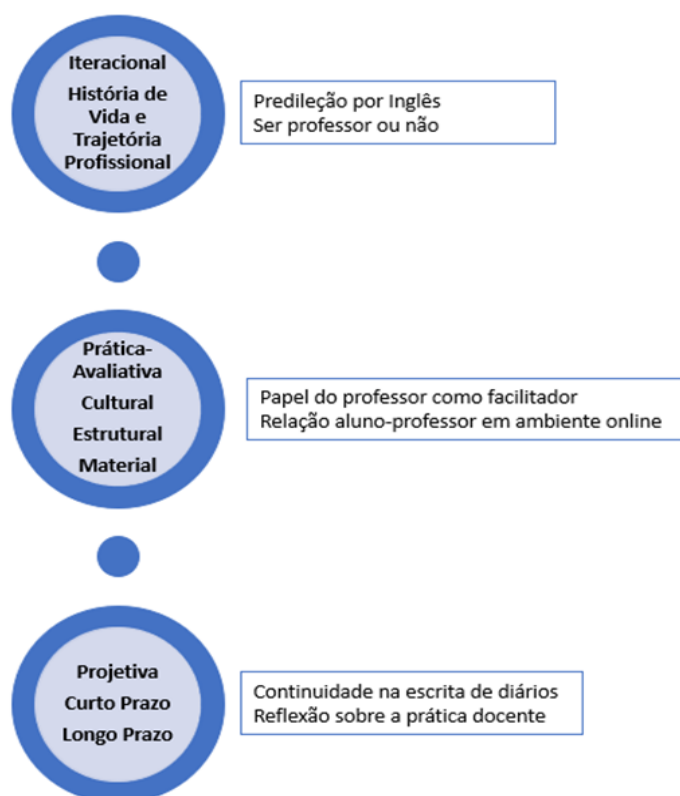 Iteracional
História de
Vida e
Trajetória
Profissional
Predileção por Inglês
Ser professor ou não
Prática-
Avaliativa
Cultural
Estrutural
Material
Papel do professor como facilitador
Relação aluno-professor em ambiente online
Projetiva
Curto Prazo
Longo Prazo
Continuidade na escrita de diários
Reflexão sobre a prática docente